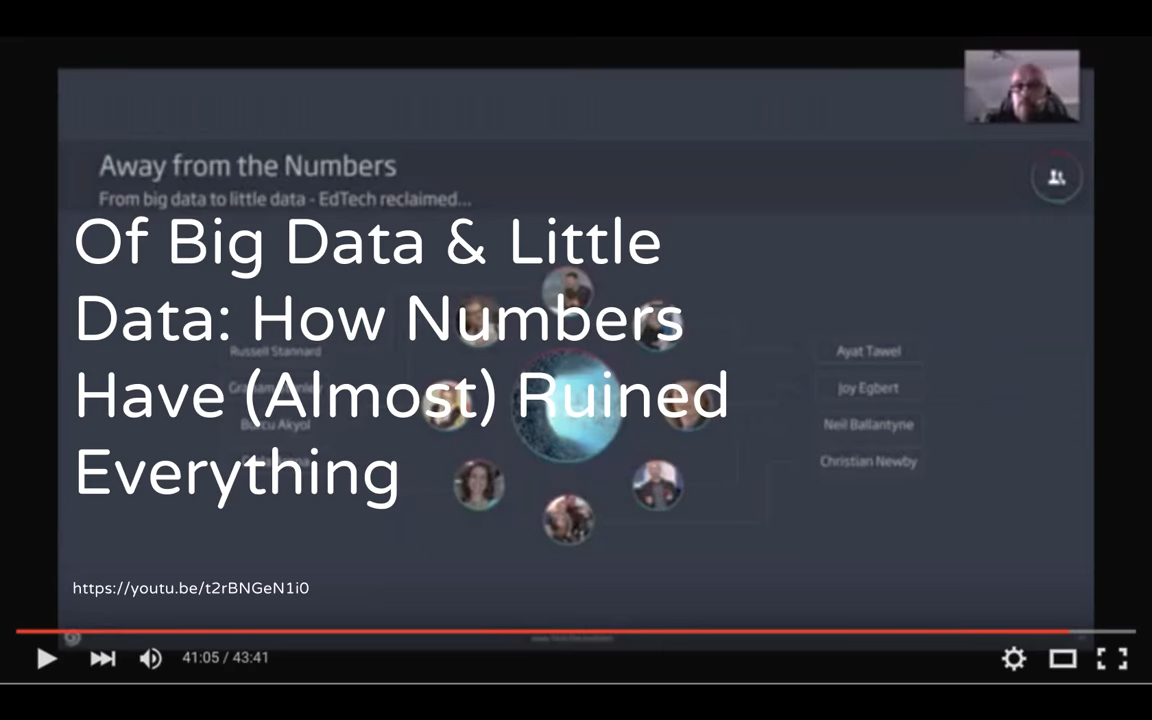 Away from the Numbers
From big data to little data - EdTech reclaimed...
Of Big Data & Little
Data: How Numbers
Have (Almost) Ruined
Everything
Russell Stannard
Burcu Akyol
Ayat Tawel
Joy Egbert
Neil Ballantyne
Christian Newby
https://youtu.be/t2rBNGeN1i0
41:05 / 43:41